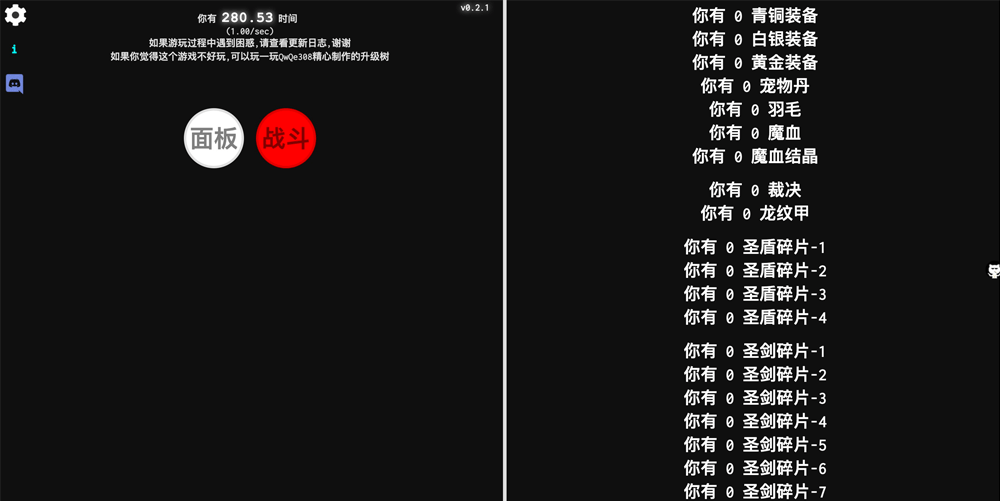 v0.2.1
你有 280.53 时间
(1.00/sec)
如果游玩过程中遇到困惑,请查看更新日志,谢谢
如果你觉得这个游戏不好玩,可以玩一玩QwQe308精心制作的升级树
i
面板
战斗
你有 0 青铜装备
你有 0 白银装备
你有 0 黄金装备
你有 0 宠物丹
你有 0 羽毛
你有 0 魔血
你有 0 魔血结晶
你有 0 裁决
你有 0 龙纹甲
你有 0 圣盾碎片-1
你有 0 圣盾碎片-2
你有 0 圣盾碎片-3
你有 0 圣盾碎片-4
你有 0 圣剑碎片-1
你有 0 圣剑碎片-2
你有 0 圣剑碎片-3
你有 0 圣剑碎片-4
你有 0 圣剑碎片-5
你有 0 圣剑碎片-6
你有 0 圣剑碎片-7